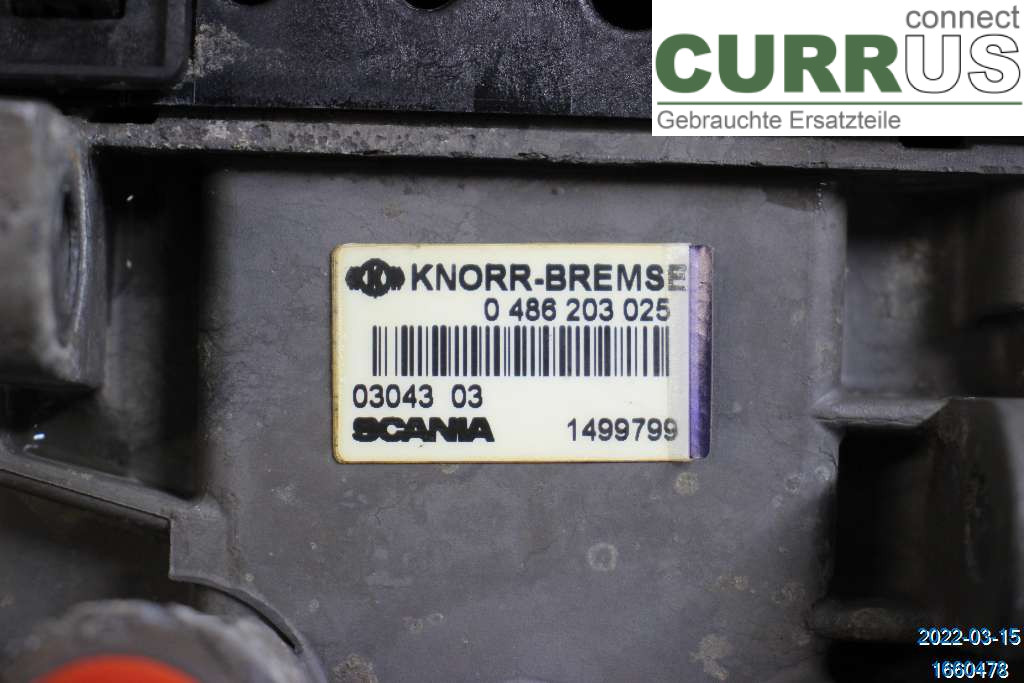 connect
CURRUS
Gebrauchte Ersatzteile
KNORR-BREMSE
0 486 203 025
03043 03
SCANIA 1499799
2022-03-15
1660478